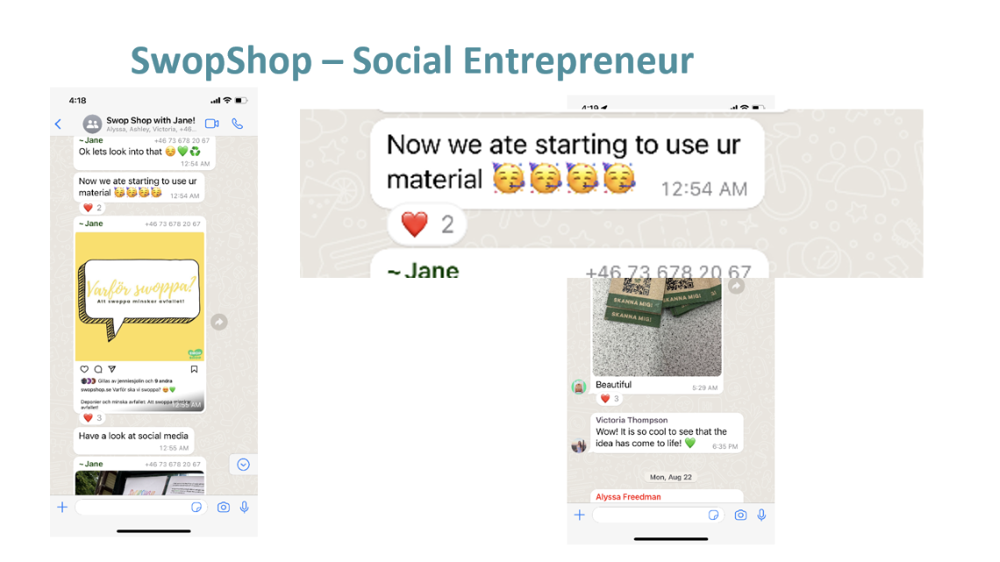 SwopShop – Social Entrepreneur
4:18
Swop Shop with Jane!
Alyssa, Ashley, Victoria, +46...
~Jane +46 73 678 20 67
Ok lets look into that 😏💚♻️
12:54 AM
Now we ate starting to use ur
material 🥳🥳🥳🥳 12:54 AM
❤️ 2
~Jane +46 73 678 20 67
Varför swoppa?
Att swoppa minskar avfallet!
Gillas av jenniesjolin och 9 andra
swopshop.se Varför ska vi swoppa? 😏💚
Deponier och minska avfallet: Att swoppa minskar
avfallet! 12:55 AM
❤️ 3
Have a look at social media
12:55 AM
~Jane +46 73 678 20 67
4:19
Now we ate starting to use ur
material 🥳🥳🥳🥳 12:54 AM
❤️ 2
~Jane +46 73 678 20 67
SKANNA MIG! SKANNA MIG!
SKANNA MIG!
Beautiful 5:29 AM
❤️ 3
Victoria Thompson
Wow! It is so cool to see that the
idea has come to life! 💚 6:35 PM
Mon, Aug 22
Alyssa Freedman